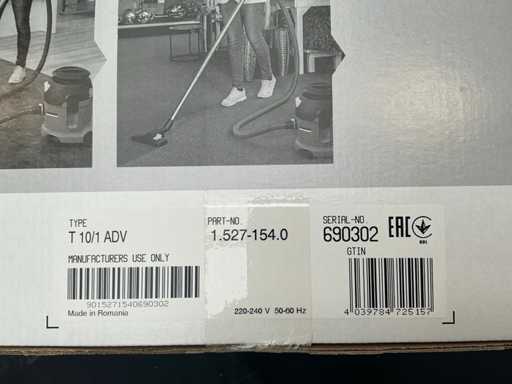 TYPE
T 10/1 ADV
PART-NO.
1.527-154.0
SERIAL-NO.
690302
EAC
MANUFACTURERS USE ONLY
GTIN
9015271540690302
Made in Romania
220-240 V 50-60 Hz
4 039784 725157